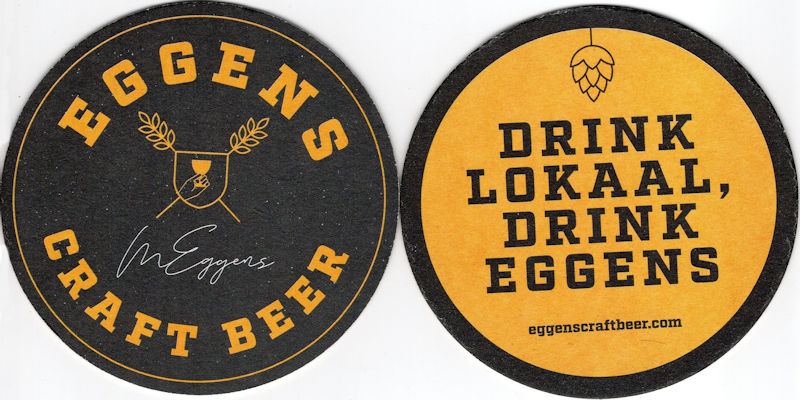 EGGENS
MEggens
CRAFT BEER
DRINK
LOKAAL,
DRINK
EGGENS
eggenscraftbeer.com